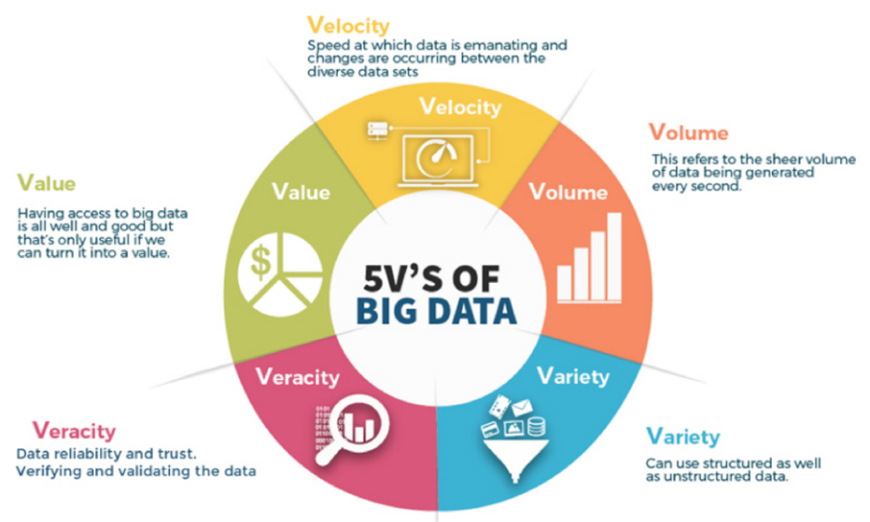 Velocity
Speed at which data is emanating and
changes are occurring between the
diverse data sets
Velocity
Volume
This refers to the sheer volume
of data being generated
every second.
Volume
Value
Having access to big data
is all well and good but
that's only useful if we
can turn it into a value.
Value
$
5V'S OF
BIG DATA
Veracity
Veracity
Data reliability and trust.
Verifying and validating the data
Variety
Variety
Can use structured as well
as unstructured data.